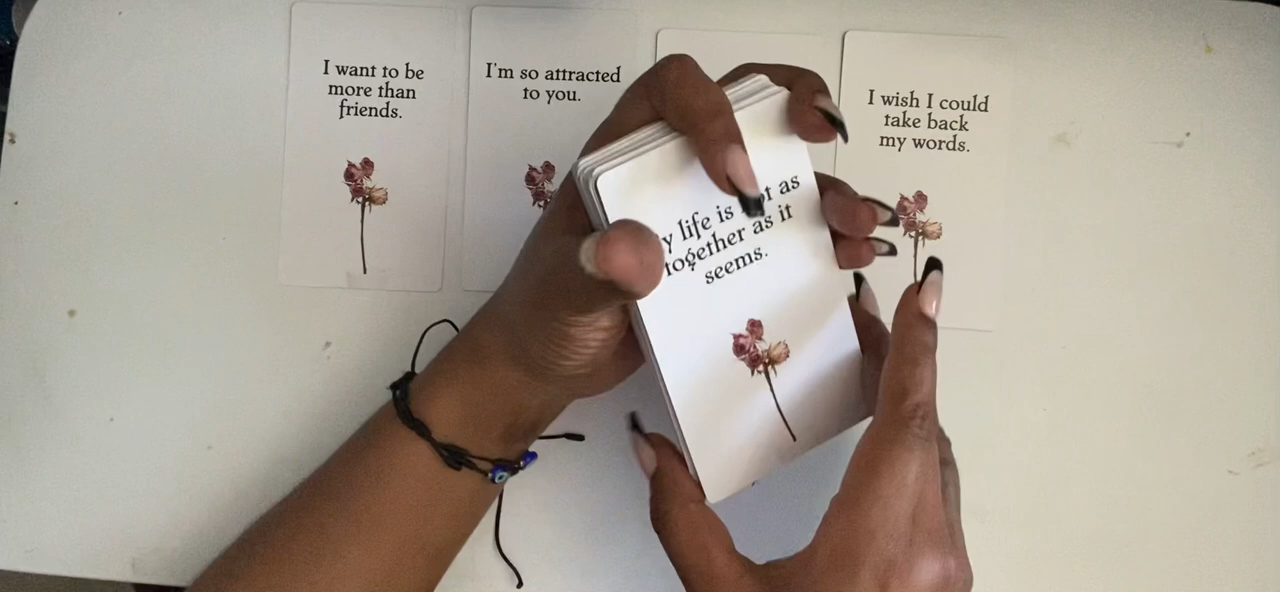 I want to be
more than
friends.
I'm so attracted
to you.
I wish I could
take back
my words.
life is as
together as it
seems.